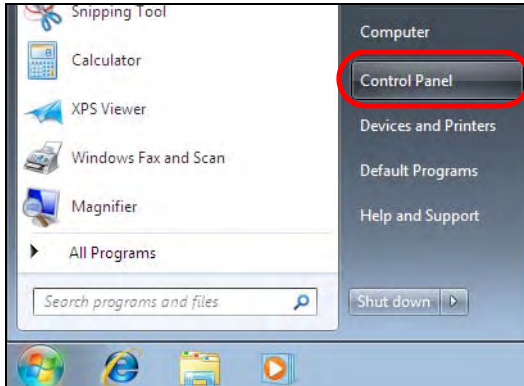 Snipping Tool
Calculator
XPS Viewer
Windows Fax and Scan
Magnifier
All Programs
Search programs and files
Computer
Control Panel
Devices and Printers
Default Programs
Help and Support
Shut down